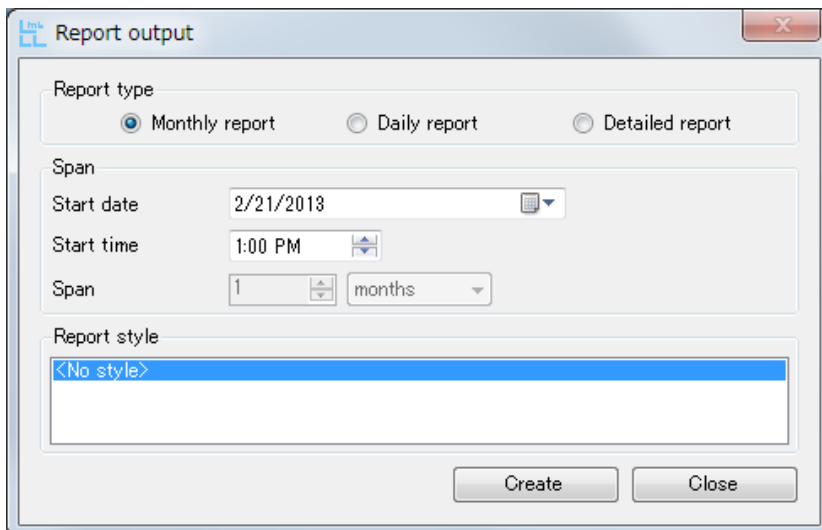 Report output
Report type
Monthly report Daily report Detailed report
Span
Start date 2/21/2013
Start time 1:00 PM
Span 1 months
Report style
<No style>
Create Close